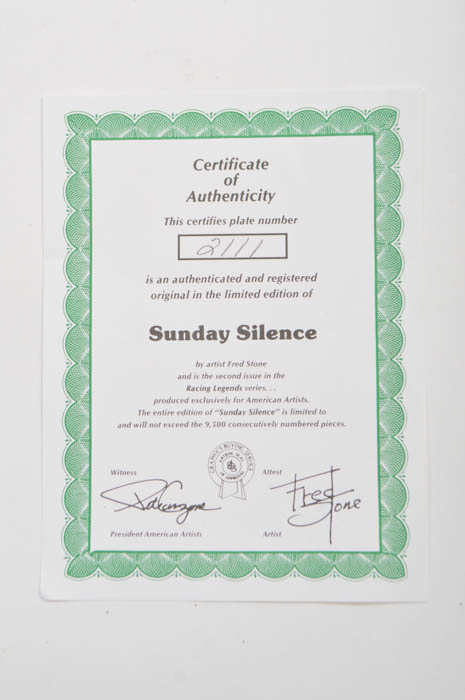 Certificate
of
Authenticity
This certifies plate number
2111
is an authenticated and registered
original in the limited edition of
Sunday Silence
by artist Fred Stone
and is the second issue in the
Racing Legends series. . .
produced exclusively for American Artists.
The entire edition of "Sunday Silence" is limited to
and will not exceed the 9,500 consecutively numbered pieces.
GRAPHICS BUYING SERVICE
Witness
Attest
Fred Stone
President American Artists
Artist